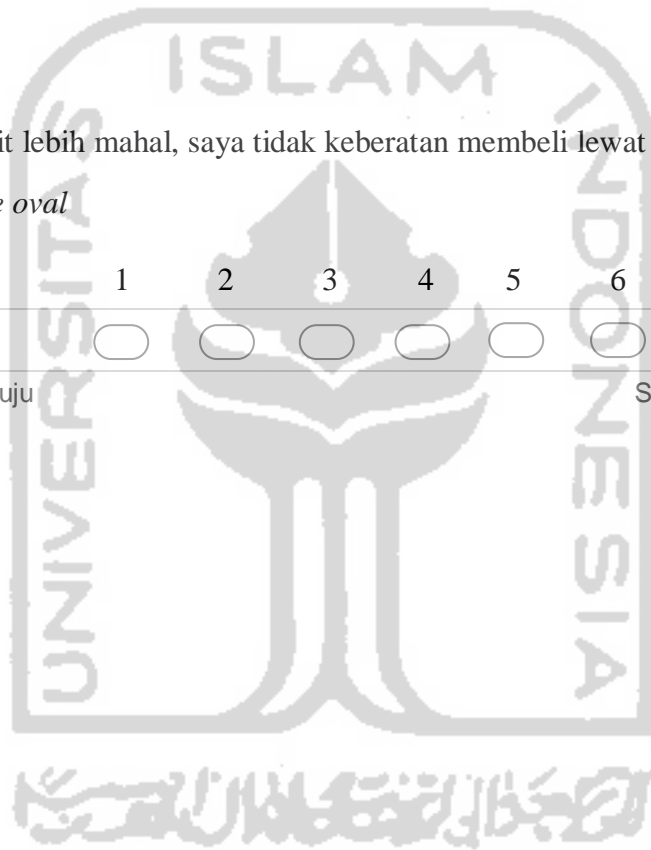 ISLAM
UNIVERSITAS
INDONESIA
it lebih mahal, saya tidak keberatan membeli lewat
oval
1 2 3 4 5 6
uju
S